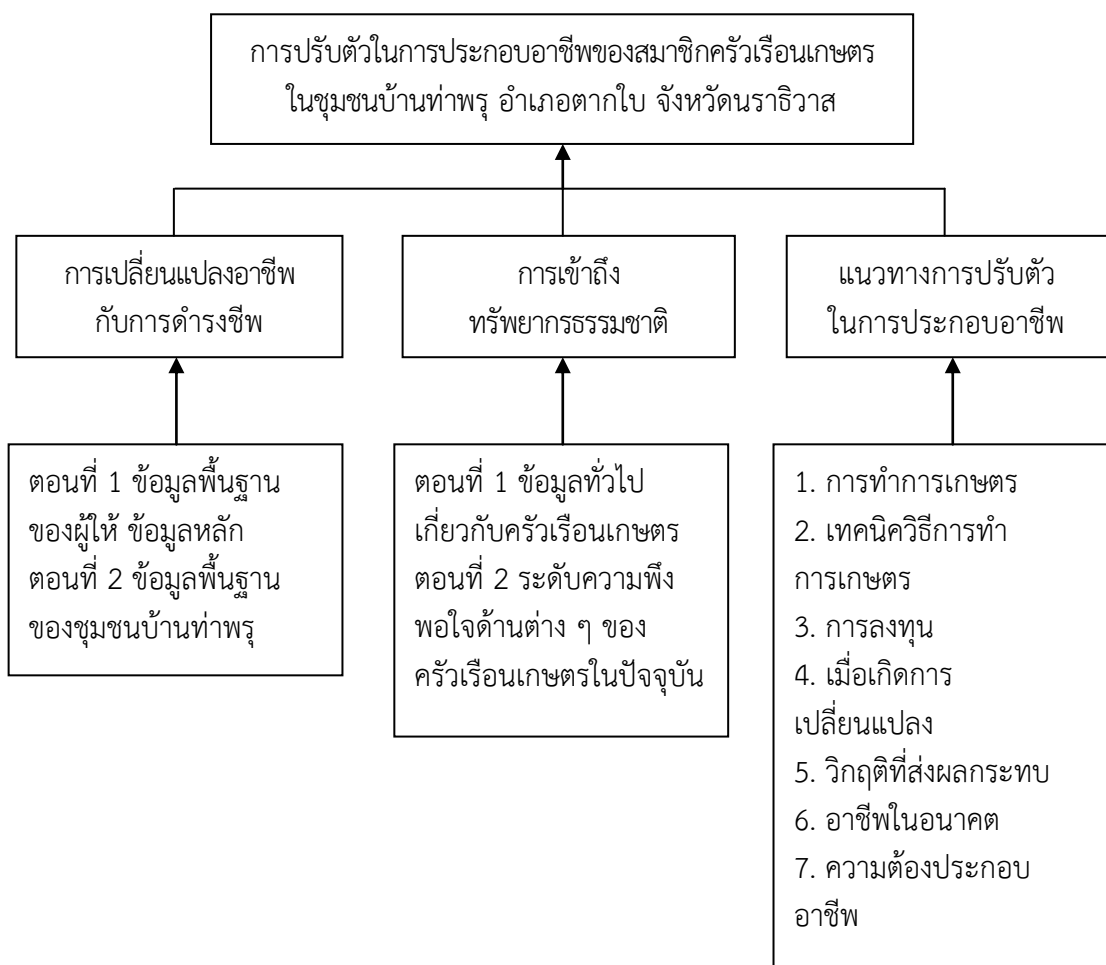 การปรับตัวในการประกอบอาชีพของสมาชิกครัวเรือนเกษตร
ในชุมชนบ้านท่าพรุ อำเภอตากใบ จังหวัดนราธิวาส
การเปลี่ยนแปลงอาชีพ
กับการดำรงชีพ
การเข้าถึง
ทรัพยากรธรรมชาติ
แนวทางการปรับตัว
ในการประกอบอาชีพ
ตอนที่ 1 ข้อมูลพื้นฐาน
ของผู้ให้ ข้อมูลหลัก
ตอนที่ 2 ข้อมูลพื้นฐาน
ของชุมชนบ้านท่าพรุ
ตอนที่ 1 ข้อมูลทั่วไป
เกี่ยวกับครัวเรือนเกษตร
ตอนที่ 2 ระดับความพึง
พอใจด้านต่าง ๆ ของ
ครัวเรือนเกษตรในปัจจุบัน
1. การทำการเกษตร
2. เทคนิควิธีการทำ
การเกษตร
3. การลงทุน
4. เมื่อเกิดการ
เปลี่ยนแปลง
5. วิกฤติที่ส่งผลกระทบ
6. อาชีพในอนาคต
7. ความต้องประกอบ
อาชีพ